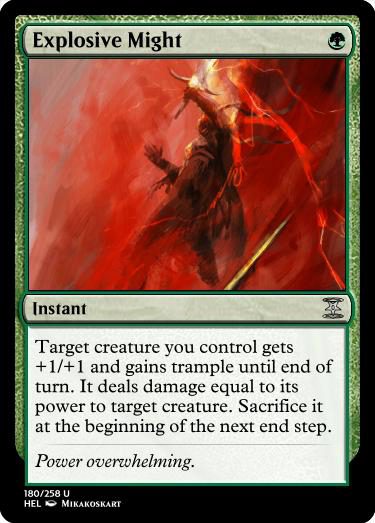 Explosive Might
Instant
Target creature you control gets
+1/+1 and gains trample until end of
turn. It deals damage equal to its
power to target creature. Sacrifice it
at the beginning of the next end step.
Power overwhelming.
180/258 U
HEL Mikakoskart